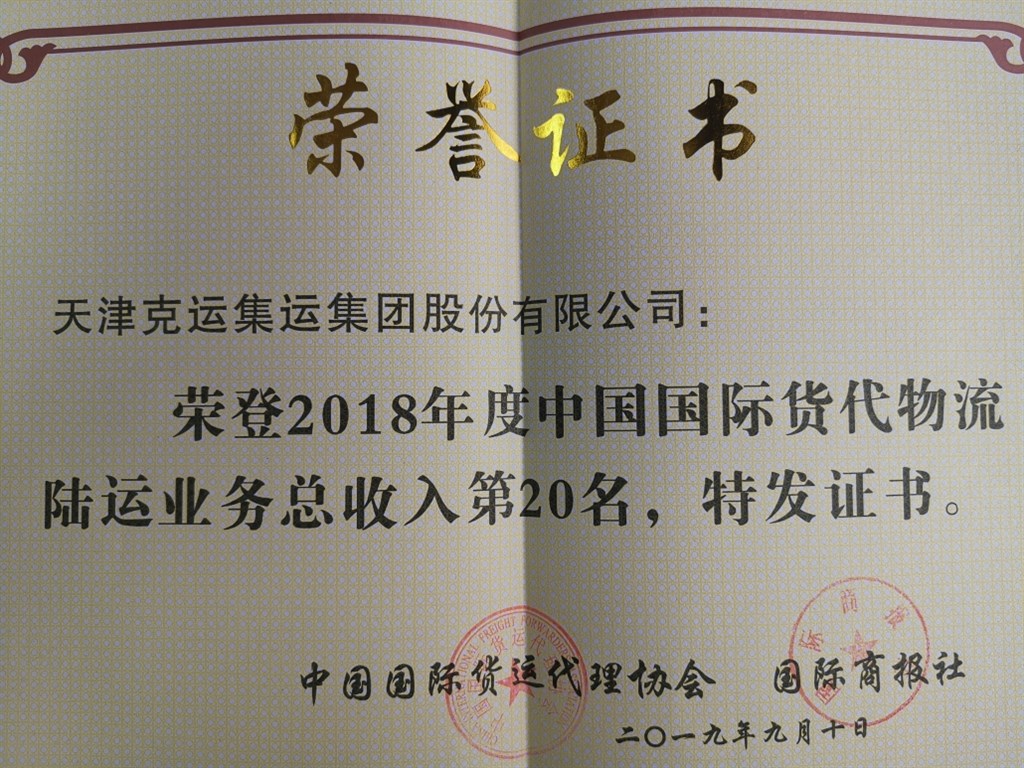 荣誉证书
天津克运集运集团股份有限公司:
荣登2018年度中国国际货代物流
陆运业务总收入第20名，特发证书。
中国国际货运代理协会 国际商报社
二〇一九年九月十日